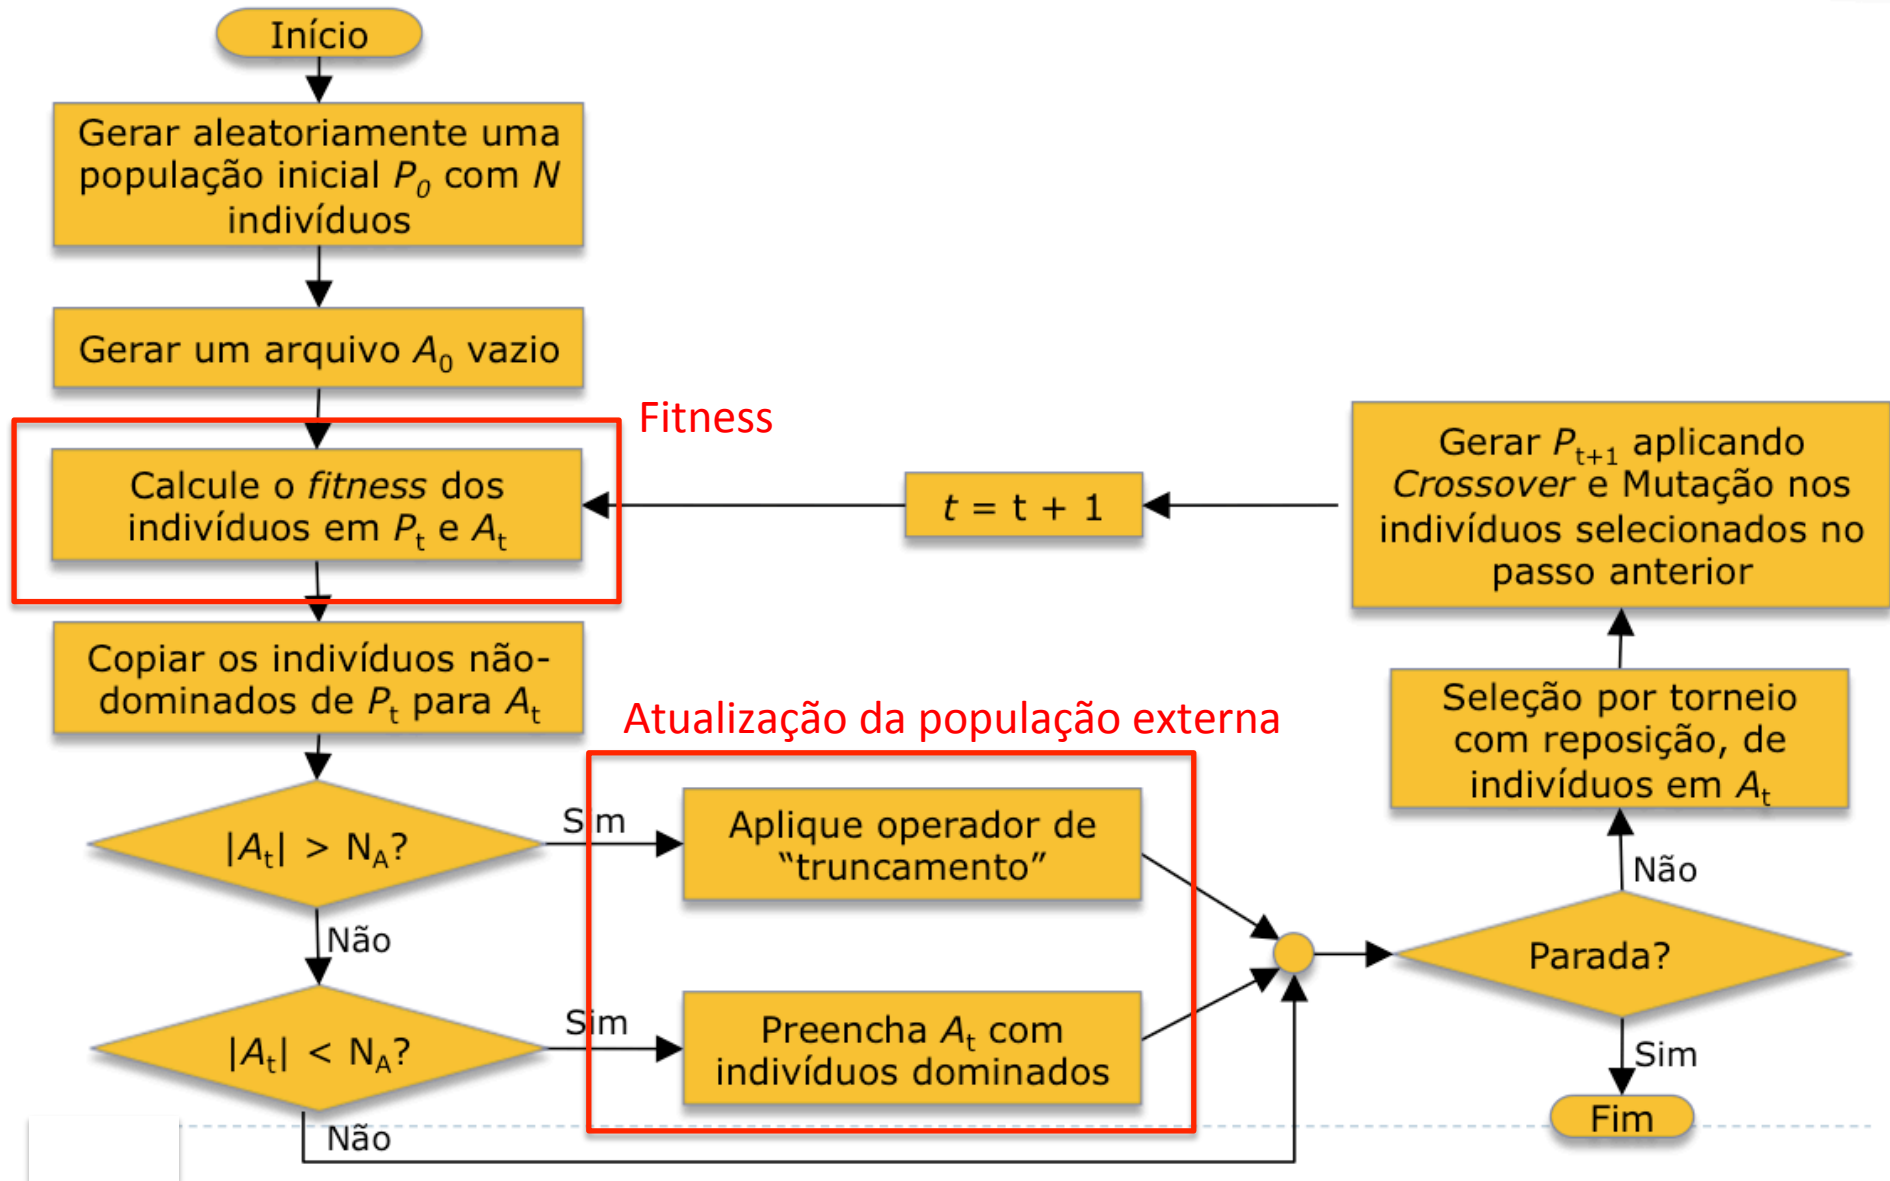 Início
Gerar aleatoriamente uma
população inicial P0 com N
indivíduos
Gerar um arquivo A0 vazio
Fitness
Calcule o fitness dos
indivíduos em Pt e At
t = t + 1
Gerar Pt+1 aplicando
Crossover e Mutação nos
indivíduos selecionados no
passo anterior
Copiar os indivíduos não-
dominados de Pt para At
Atualização da população externa
Seleção por torneio
com reposição, de
indivíduos em At
|At| > NA?
Sim
Aplique operador de
“truncamento”
Não
Não
Parada?
|At| < NA?
Sim
Preencha At com
indivíduos dominados
Sim
Fim
Não